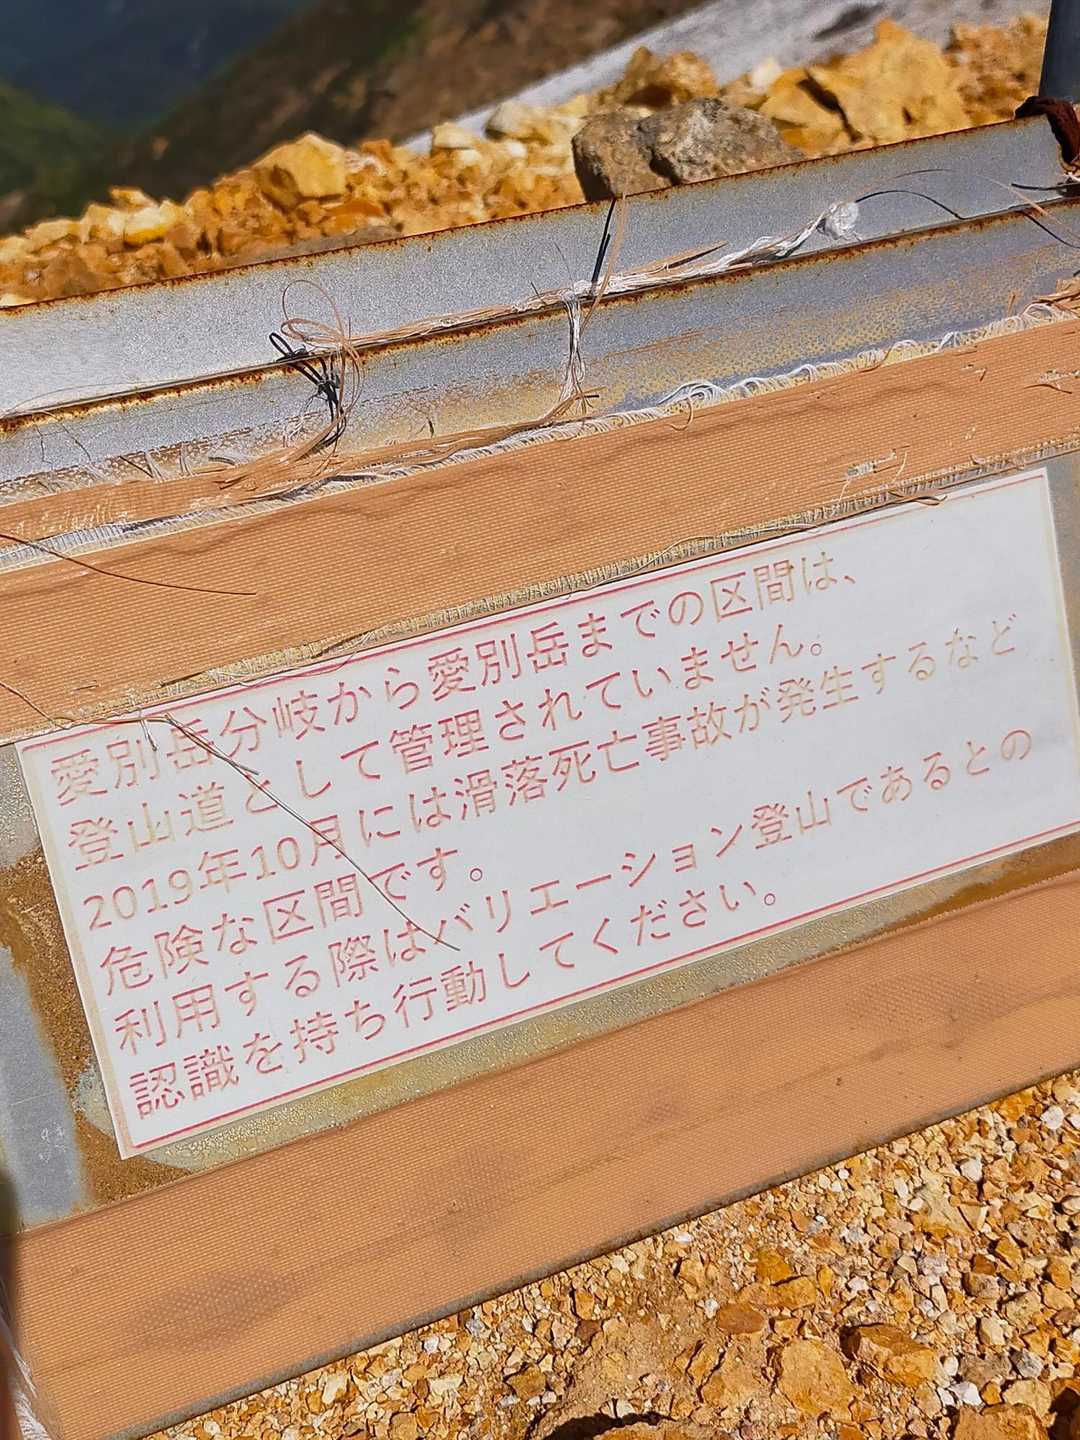 愛別岳分岐から愛別岳までの区間は、
登山道として管理されていません。
2019年10月には滑落死亡事故が発生するなど
危険な区間です。
利用する際はバリエーション登山であるとの
認識を持ち行動してください。